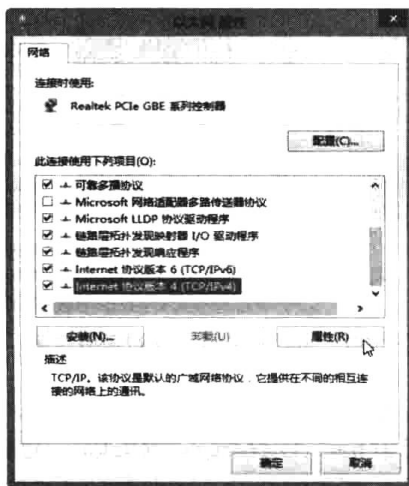 以太网 属性
网络
连接时使用:
Realtek PCIe GBE 系列控制器
配置(C)...
此连接使用下列项目(O):
可靠多播协议
Microsoft 网络适配器多路传送器协议
Microsoft LLDP 协议驱动程序
链路层拓扑发现映射器 I/O 驱动程序
链路层拓扑发现响应程序
Internet 协议版本 6 (TCP/IPv6)
Internet 协议版本 4 (TCP/IPv4)
安装(N)...
卸载(U)
属性(R)
描述
TCP/IP。该协议是默认的广域网络协议，它提供在不同的相互连
接的网络上的通讯。
确定
取消